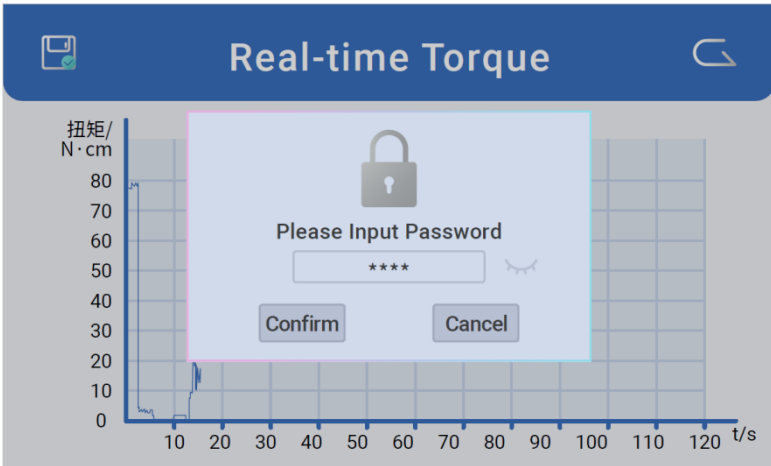 Real-time Torque
扭矩/
N·cm
80
70
60
50
40
30
20
10
0
Please Input Password
****
Confirm Cancel
10 20 30 40 50 60 70 80 90 100 110 120 t/s